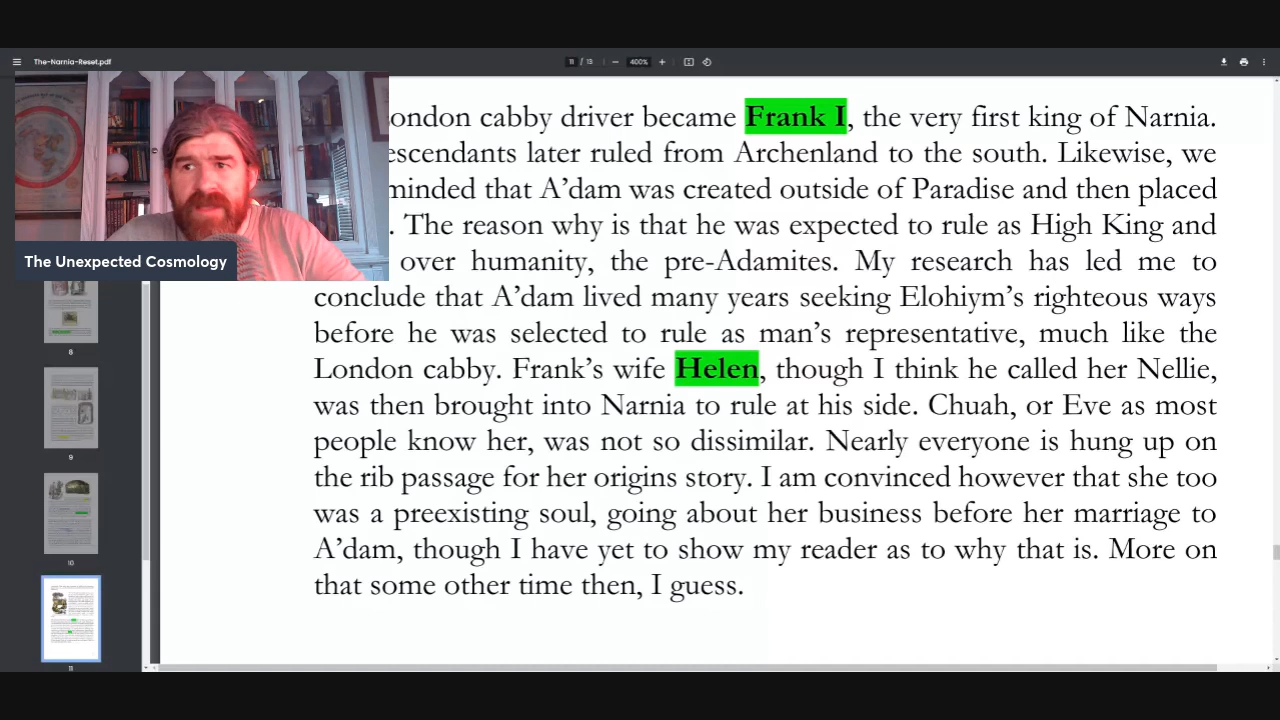 The-Narnia-Reset.pdf
11 / 13
400%
ondon cabby driver became Frank I, the very first king of Narnia.
escendants later ruled from Archenland to the south. Likewise, we
minded that A’dam was created outside of Paradise and then placed
. The reason why is that he was expected to rule as High King and
over humanity, the pre-Adamites. My research has led me to
conclude that A’dam lived many years seeking Elohiym’s righteous ways
before he was selected to rule as man’s representative, much like the
London cabby. Frank’s wife Helen, though I think he called her Nellie,
was then brought into Narnia to rule at his side. Chuah, or Eve as most
people know her, was not so dissimilar. Nearly everyone is hung up on
the rib passage for her origins story. I am convinced however that she too
was a preexisting soul, going about her business before her marriage to
A’dam, though I have yet to show my reader as to why that is. More on
that some other time then, I guess.
The Unexpected Cosmology
8
9
10
11